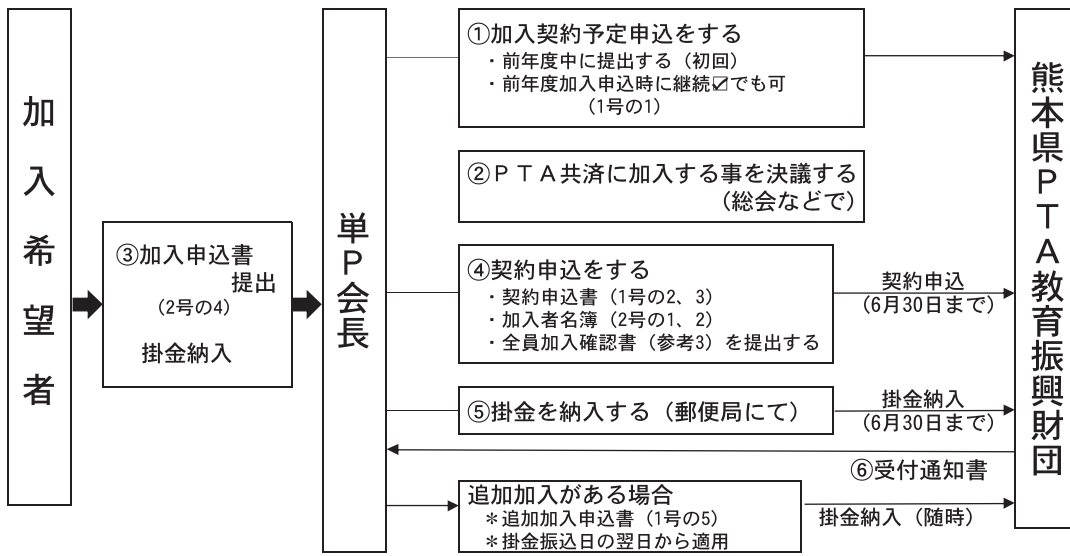 加入希望者
③加入申込書
提出
(2号の4)
掛金納入
単P会長
①加入契約予定申込をする
・前年度中に提出する（初回）
・前年度加入申込時に継続☑でも可
(1号の1)
②PTA共済に加入する事を決議する
(総会などで)
④契約申込をする
・契約申込書（1号の2、3）
・加入者名簿（2号の1、2）
・全員加入確認書（参考3）を提出する
契約申込
(6月30日まで)
⑤掛金を納入する（郵便局にて）
掛金納入
(6月30日まで)
⑥受付通知書
追加加入がある場合
＊追加加入申込書（1号の5）
＊掛金振込日の翌日から適用
掛金納入（随時）
熊本県PTA教育振興財団